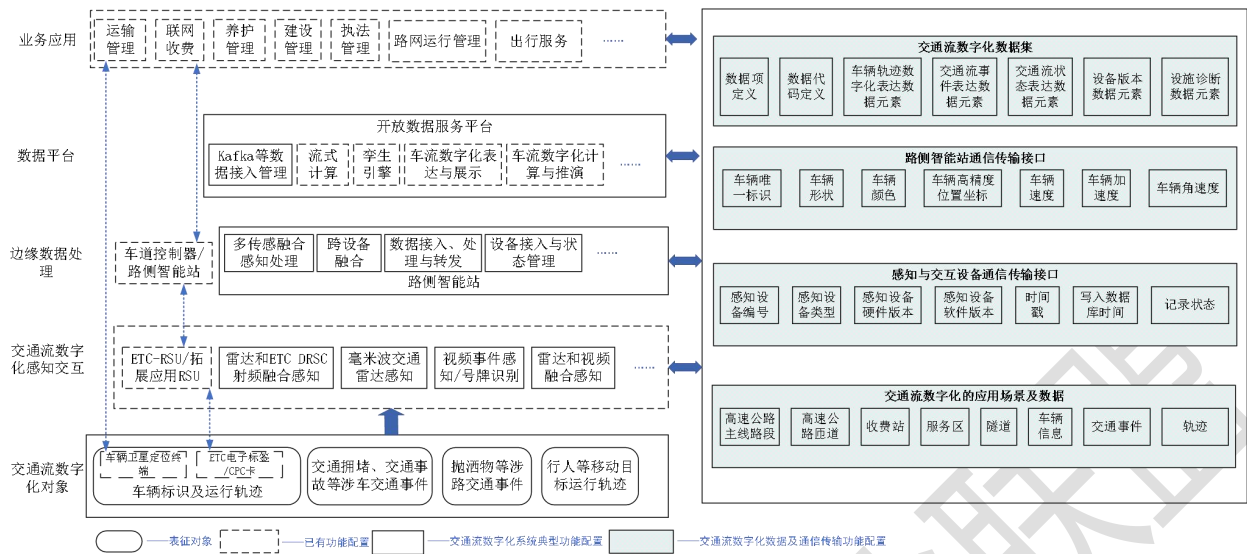 业务应用
运输
管理
联网
收费
养护
管理
建设
管理
执法
管理
路网运行管理
出行服务
……
数据平台
开放数据服务平台
Kafka等数
据接入管理
流式
计算
孪生
引擎
车流数字化表
达与展示
车流数字化计
算与推演
……
边缘数据处
理
车道控制器/
路侧智能站
多传感融合
感知处理
跨设备
融合
数据接入、处
理与转发
设备接入与状
态管理
……
路侧智能站
交通流数字
化感知交互
ETC-RSU/拓
展应用RSU
雷达和ETC DRSC
射频融合感知
毫米波交通
雷达感知
视频事件感
知/号牌识别
雷达和视频
融合感知
……
交通流数字
化对象
车辆卫星定位终
端
ETC电子标签
/CPC卡
车辆标识及运行轨迹
交通拥堵、交通事
故等涉车交通事件
抛洒物等涉
路交通事件
行人等移动目
标运行轨迹
交通流数字化数据集
数据项
定义
数据代
码定义
车辆轨迹数
字化表达数
据元素
交通流事
件表达数
据元素
交通流状
态表达数
据元素
设备版本
数据元素
设施诊断
数据元素
路侧智能站通信传输接口
车辆唯
一标识
车辆
形状
车辆
颜色
车辆高精度
位置坐标
车辆
速度
车辆加
速度
车辆角速度
感知与交互设备通信传输接口
感知设
备编号
感知设
备类型
感知设备
硬件版本
感知设备
软件版本
时间
戳
写入数据
库时间
记录状态
交通流数字化的应用场景及数据
高速公路
主线路段
高速公
路匝道
收费站
服务区
隧道
车辆
信息
交通事件
轨迹
表征对象
已有功能配置
交通流数字化系统典型功能配置
交通流数字化数据及通信传输功能配置
联盟